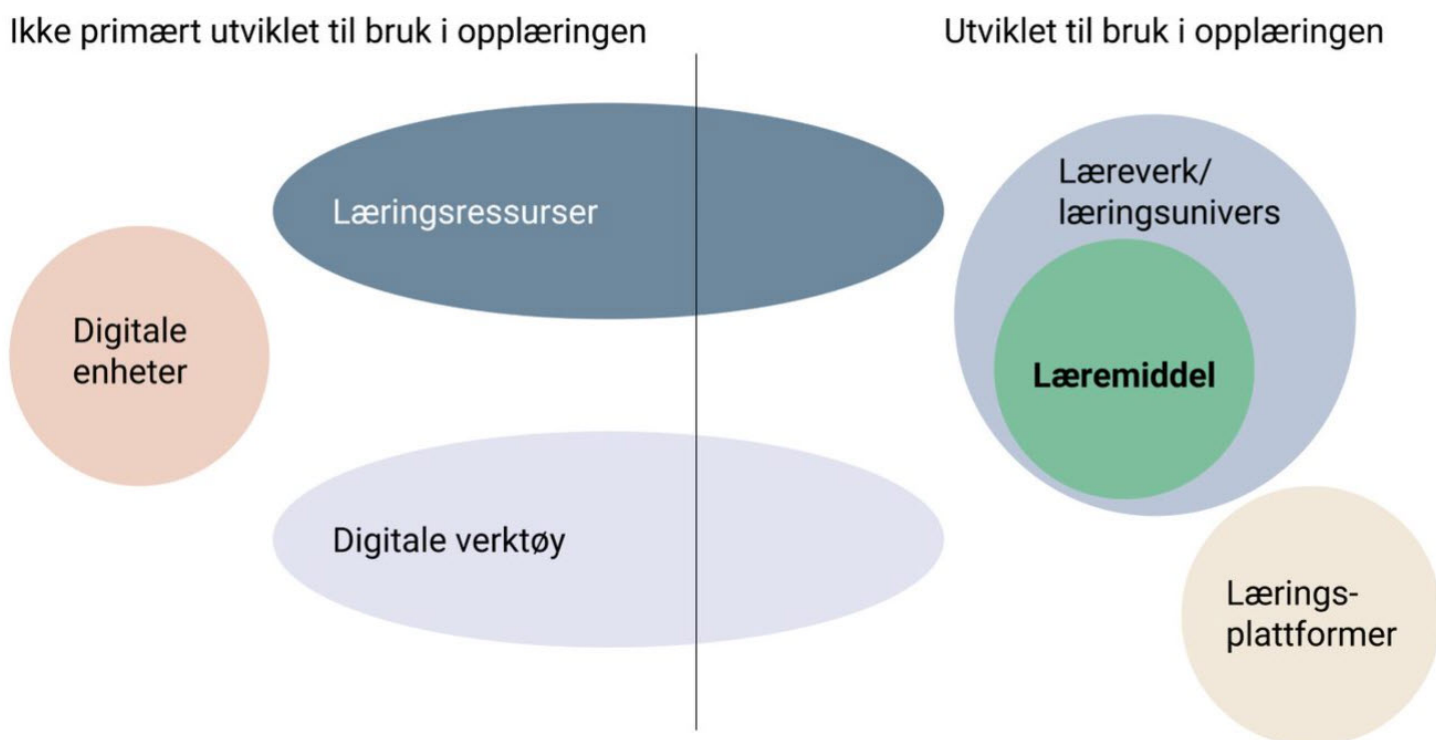 Ikke primært utviklet til bruk i opplæringen
Utviklet til bruk i opplæringen
Læringsressurser
Læreverk/
læringsunivers
Digitale
enheter
Læremiddel
Digitale verktøy
Lærings-
plattformer